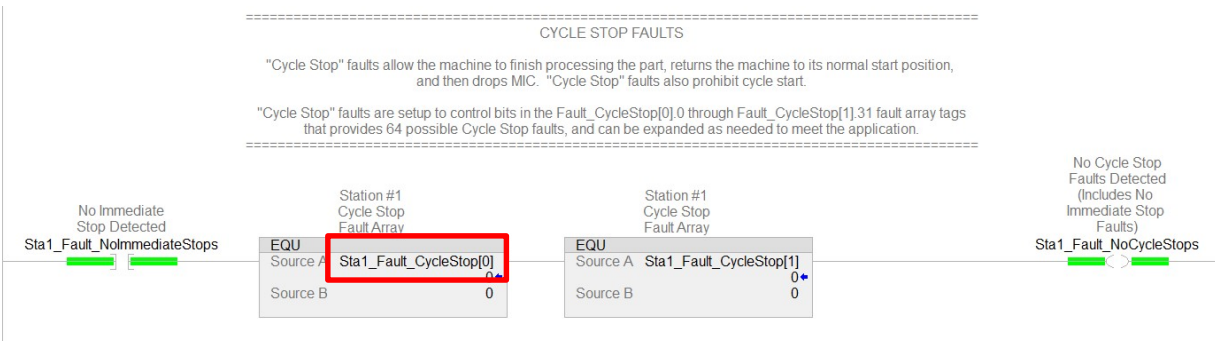 ==========================================================================================
CYCLE STOP FAULTS
"Cycle Stop" faults allow the machine to finish processing the part, returns the machine to its normal start position,
and then drops MIC. "Cycle Stop" faults also prohibit cycle start.
"Cycle Stop" faults are setup to control bits in the Fault_CycleStop[0].0 through Fault_CycleStop[1].31 fault array tags
that provides 64 possible Cycle Stop faults, and can be expanded as needed to meet the application.
==========================================================================================
No Immediate
Stop Detected
Sta1_Fault_NoImmediateStops
Station #1
Cycle Stop
Fault Array
EQU
Source A Sta1_Fault_CycleStop[0]
0
Source B 0
Station #1
Cycle Stop
Fault Array
EQU
Source A Sta1_Fault_CycleStop[1]
0
Source B 0
No Cycle Stop
Faults Detected
(Includes No
Immediate Stop
Faults)
Sta1_Fault_NoCycleStops